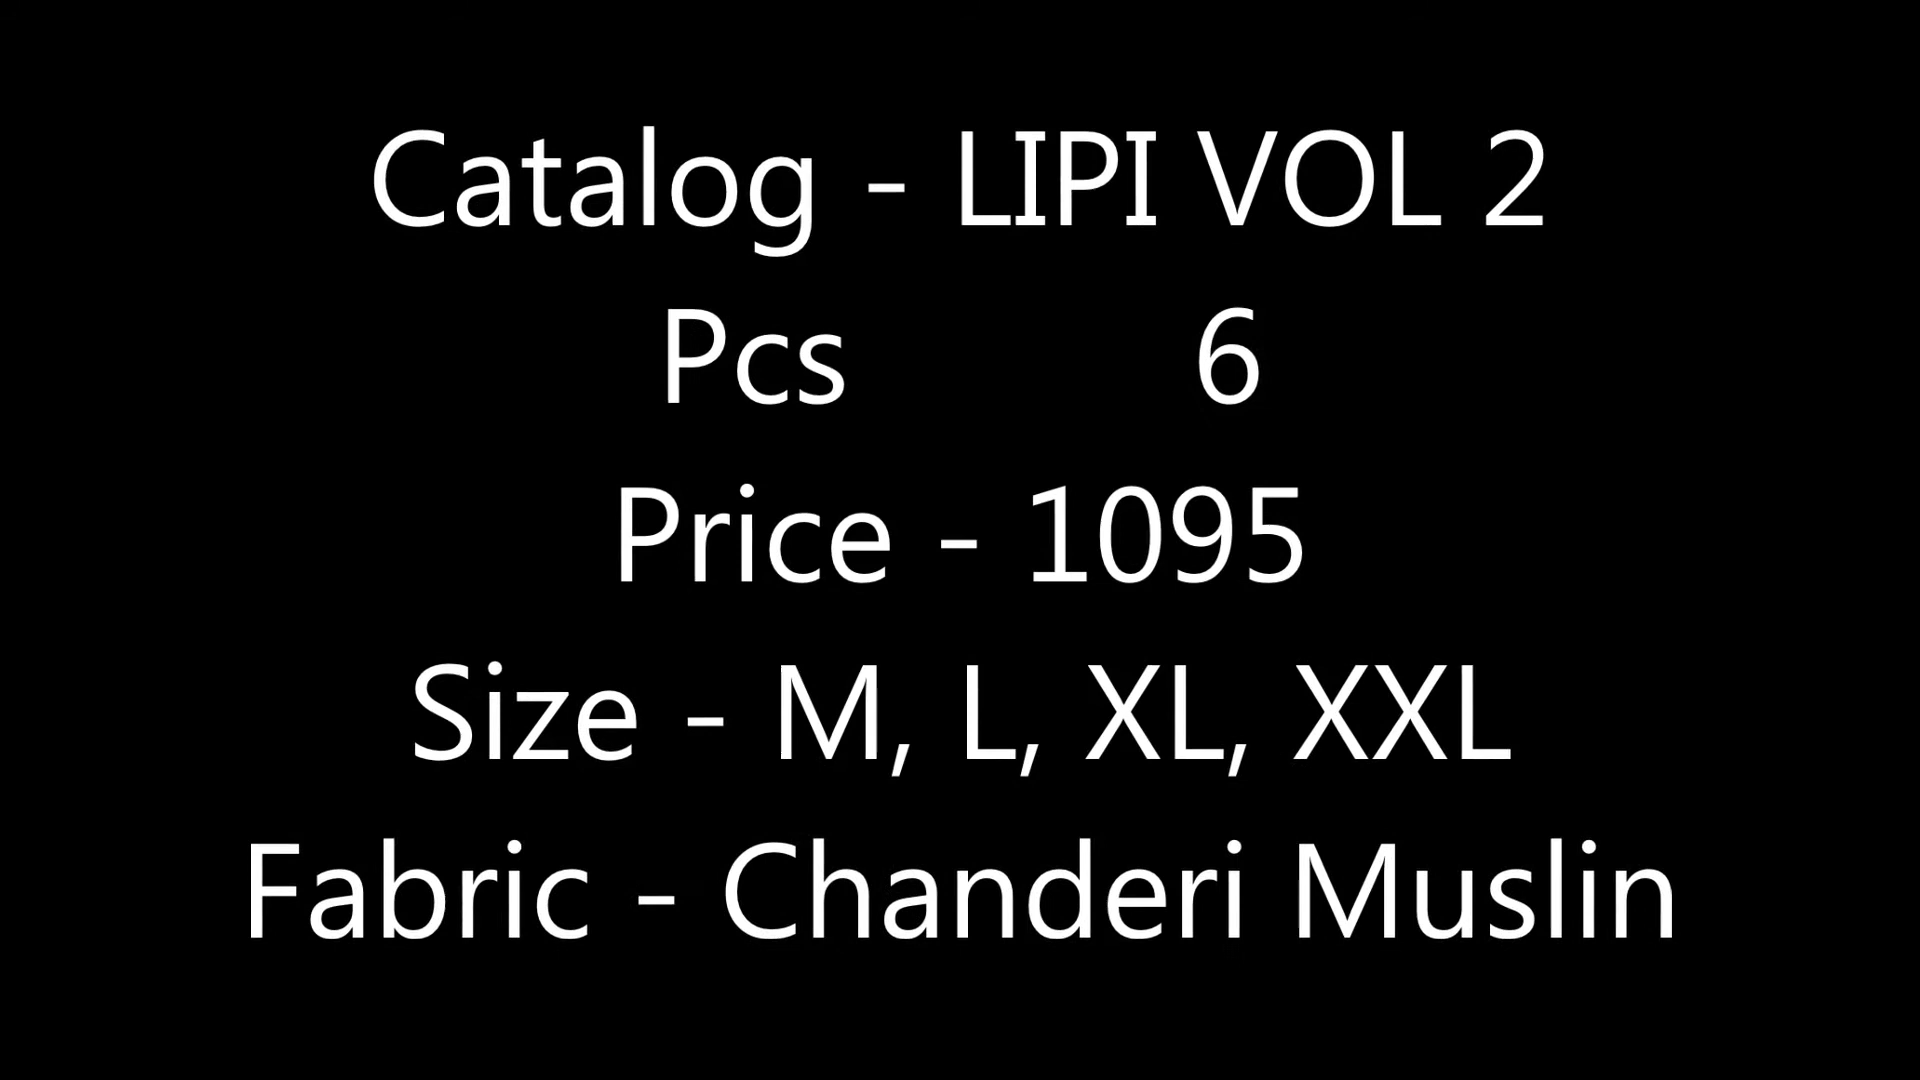 Catalog - LIPI VOL 2
Pcs 6
Price - 1095
Size - M, L, XL, XXL
Fabric - Chanderi Muslin